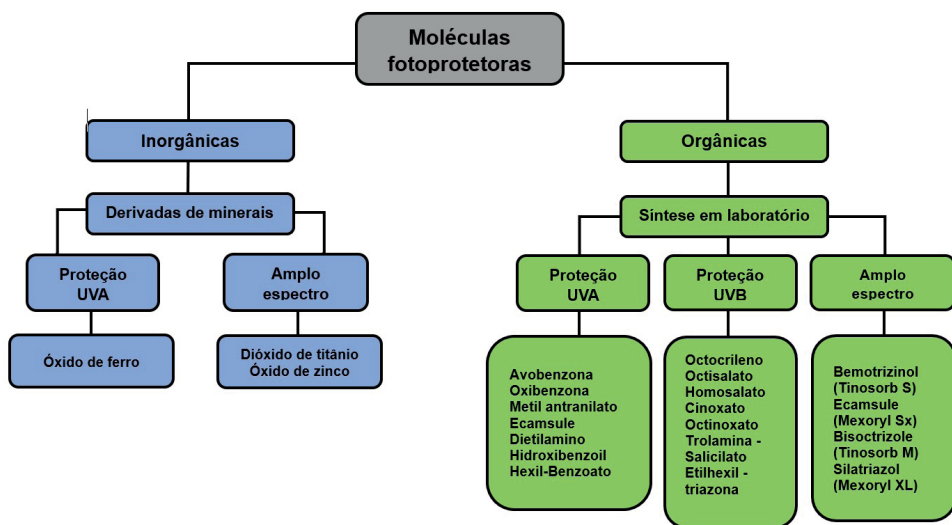 Moléculas
fotoprotetoras
Inorgânicas
Derivadas de minerais
Proteção
UVA
Óxido de ferro
Amplo
espectro
Dióxido de titânio
Óxido de zinco
Orgânicas
Síntese em laboratório
Proteção
UVA
Avobenzona
Oxibenzona
Metil antranilato
Ecamsule
Dietilamino
Hidroxibenzoil
Hexil-Benzoato
Proteção
UVB
Octocrileno
Octisalato
Homosalato
Cinoxato
Octinoxato
Trolamina -
Salicilato
Etilhexil -
triazona
Amplo
espectro
Bemotrizinol
(Tinosorb S)
Ecamsule
(Mexoryl Sx)
Bisoctrizole
(Tinosorb M)
Silatriazol
(Mexoryl XL)